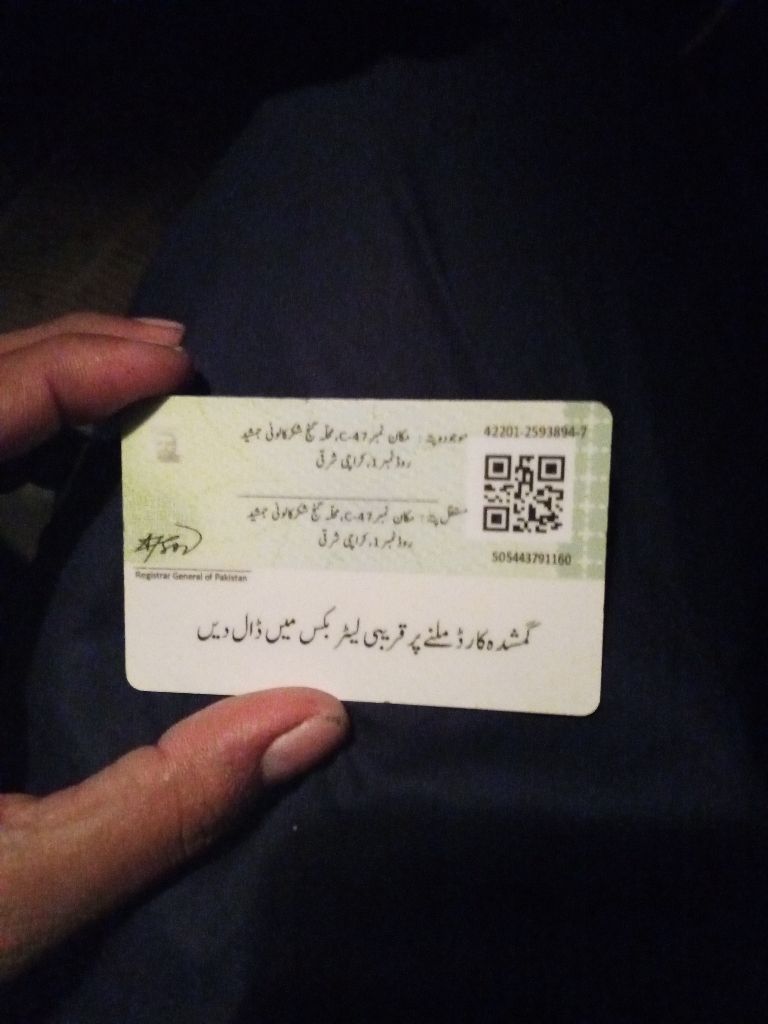 موجودہ پتہ : مکان نمبر C-47، محلہ گنج شکر کالونی جمشید
روڈ نمبر 1، کراچی شرقی
42201-2593894-7
مستقل پتہ : مکان نمبر C-47، محلہ گنج شکر کالونی جمشید
روڈ نمبر 1، کراچی شرقی
505443791160
Registrar General of Pakistan
گمشدہ کارڈ ملنے پر قریبی لیٹر بکس میں ڈال دیں